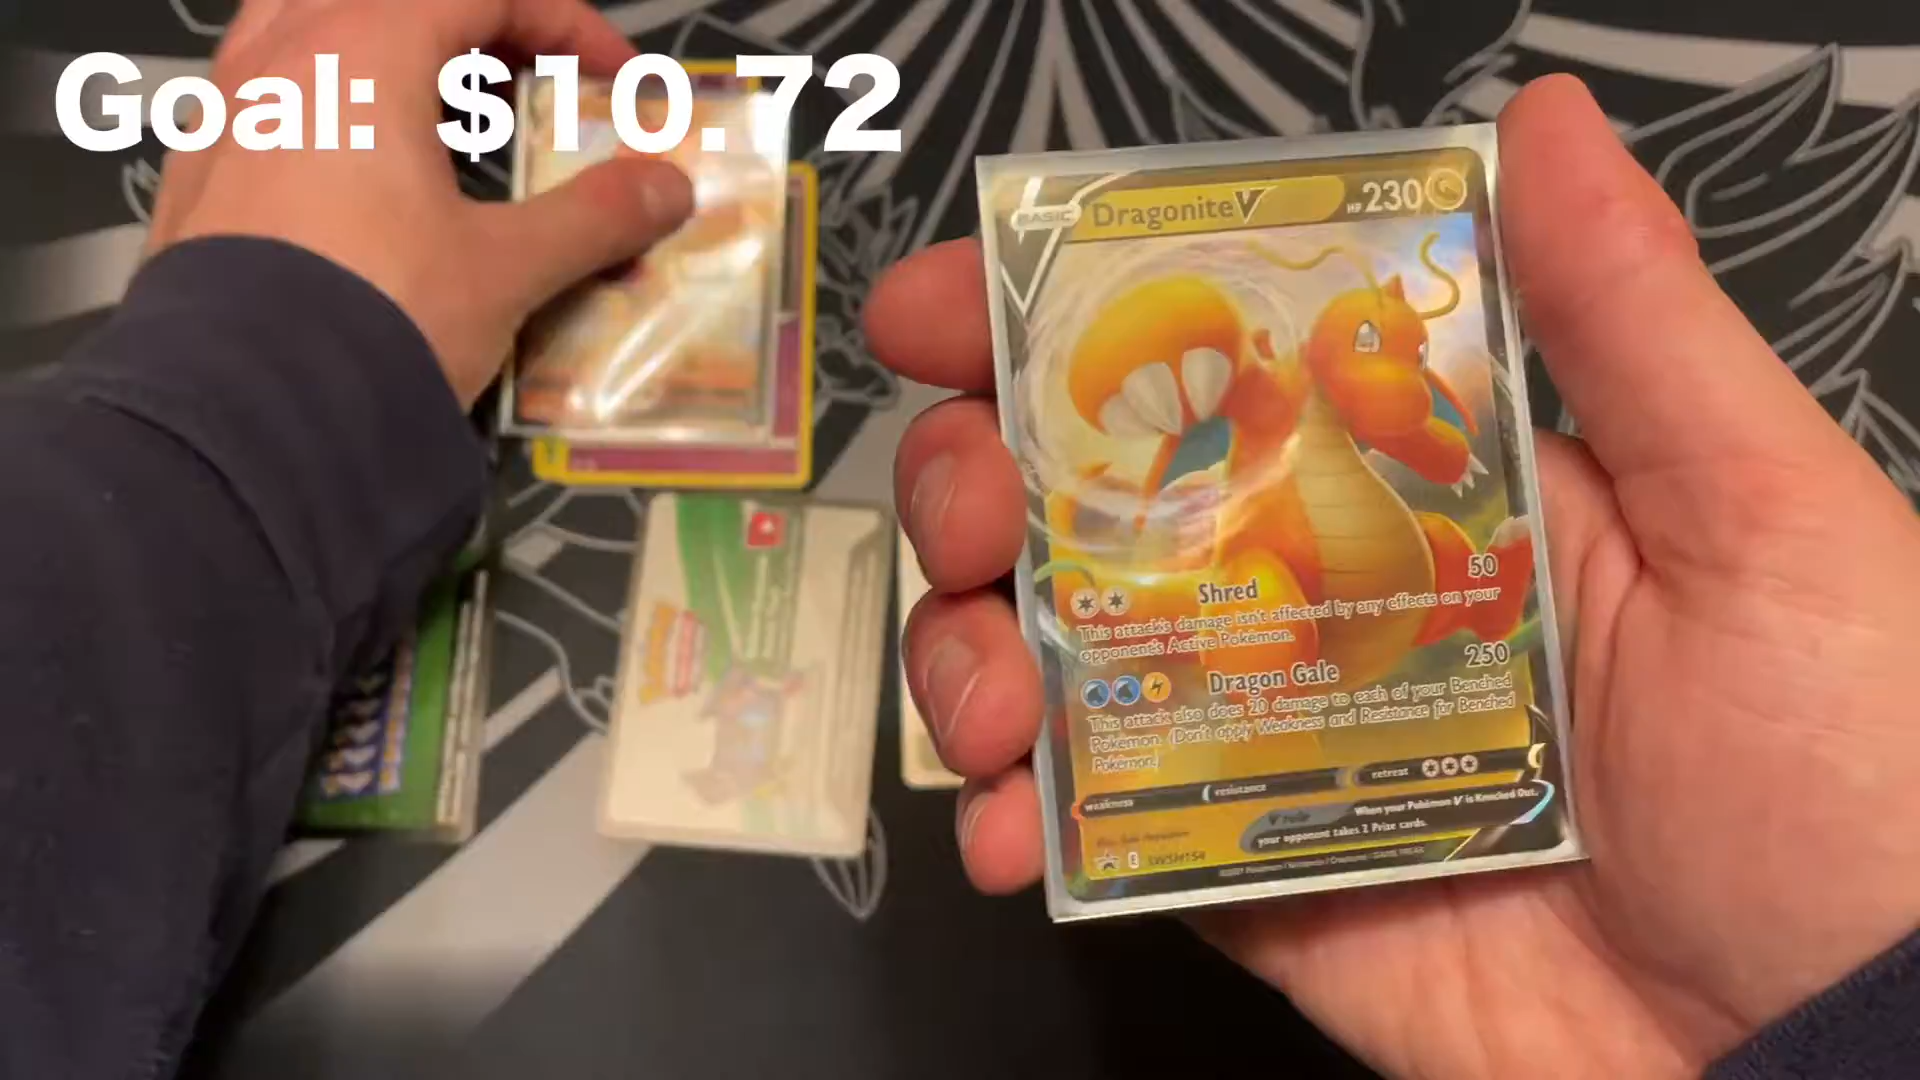 Goal: $10.72
BASIC Dragonite V HP 230
Shred 50
This attack's damage isn't affected by any effects on your
opponent's Active Pokémon.
Dragon Gale 250
This attack also does 20 damage to each of your Benched
Pokémon. (Don't apply Weakness and Resistance for Benched
Pokémon.)
weakness resistance retreat
V rule When your Pokémon V is Knocked Out,
your opponent takes 2 Prize cards.
E SWSH154